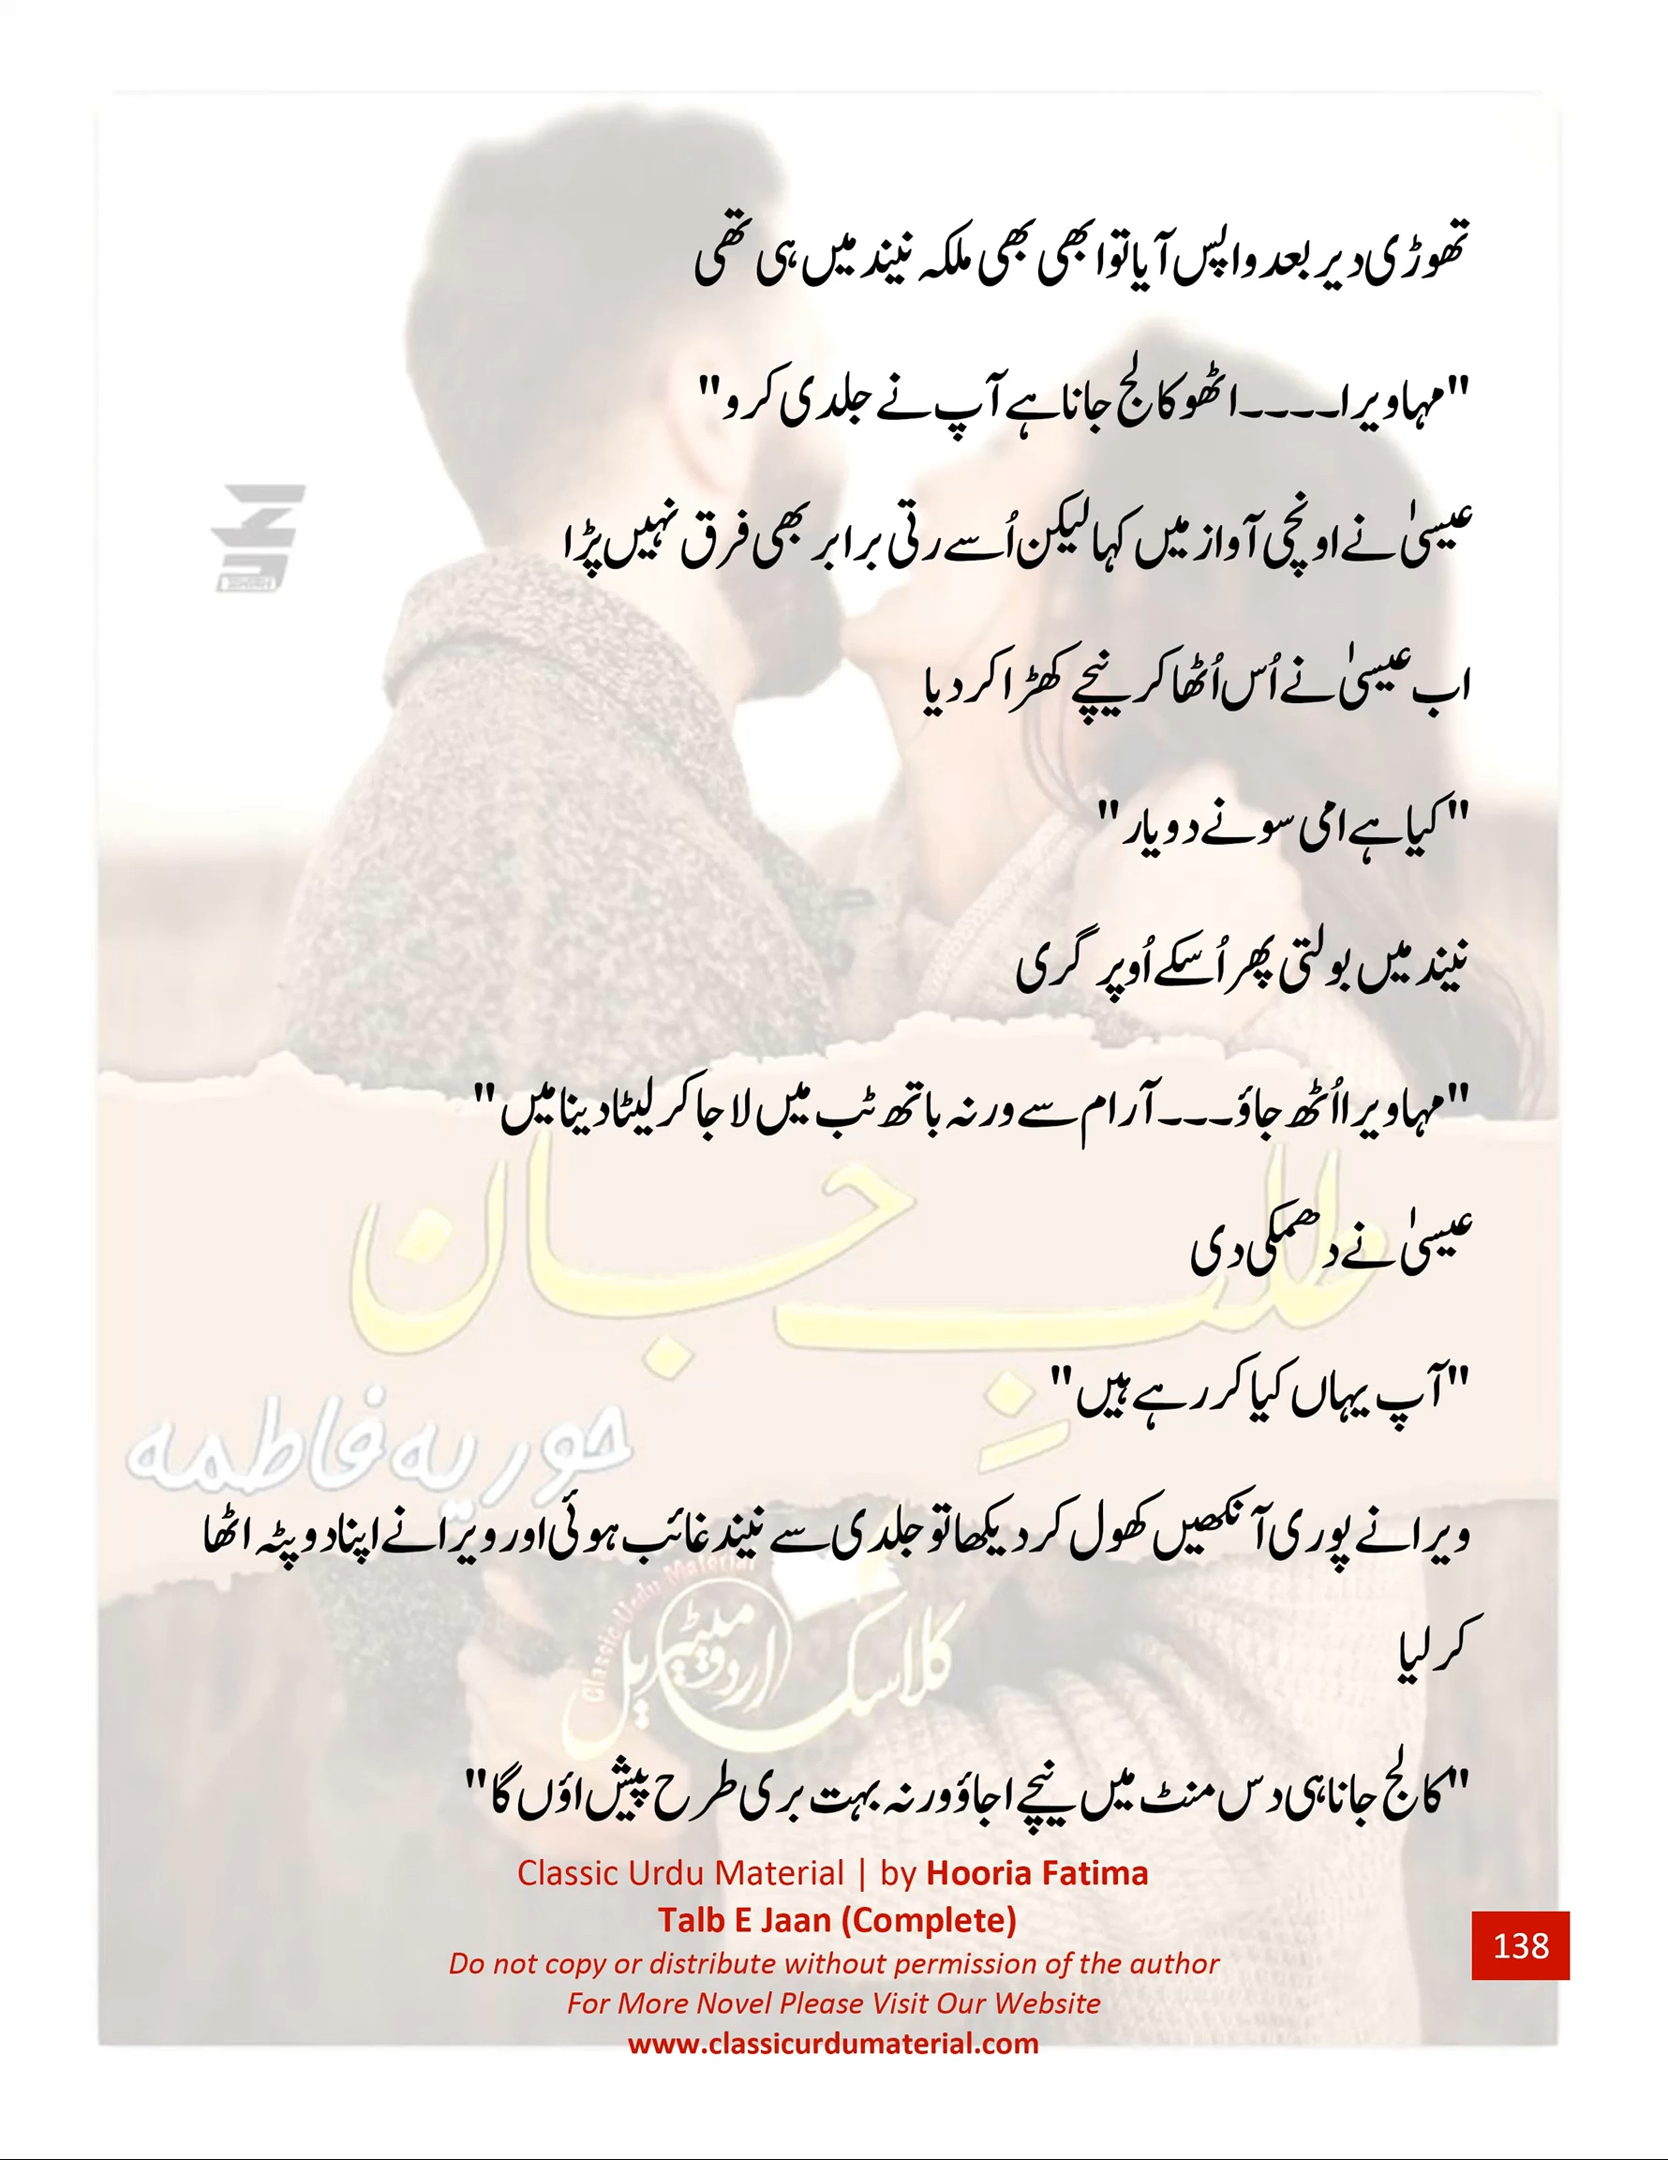 تھوڑی دیر بعد واپس آیا تو ابھی بھی ملکہ نیند میں ہی تھی
"مہاویرا۔۔۔۔اٹھو کالج جانا ہے آپ نے جلدی کرو"
عیسیٰ نے اونچی آواز میں کہا لیکن اُسے رتی برابر بھی فرق نہیں پڑا
اب عیسیٰ نے اُس اُٹھا کر نیچے کھڑا کر دیا
"کیا ہے امی سونے دو یار"
نیند میں بولتی پھر اُسکے اُوپر گری
"مہاویرا اُٹھ جاؤ۔۔۔آرام سے ورنہ باتھ ٹب میں لا جا کر لیٹا دینا میں"
طلبِ جان
عیسیٰ نے دھمکی دی
"آپ یہاں کیا کر رہے ہیں"
حوریہ فاطمہ
ویرا نے پوری آنکھیں کھول کر دیکھا تو جلدی سے نیند غائب ہوئی اور ویرا نے اپنا دوپٹہ اٹھا
کر لیا
Classic Urdu Material
کلاسک اردو میٹیریل
"کالج جانا ہی دس منٹ میں نیچے اجاؤ ورنہ بہت بری طرح پیش اؤں گا"
Classic Urdu Material | by Hooria Fatima
Talb E Jaan (Complete)
Do not copy or distribute without permission of the author
For More Novel Please Visit Our Website
www.classicurdumaterial.com
138